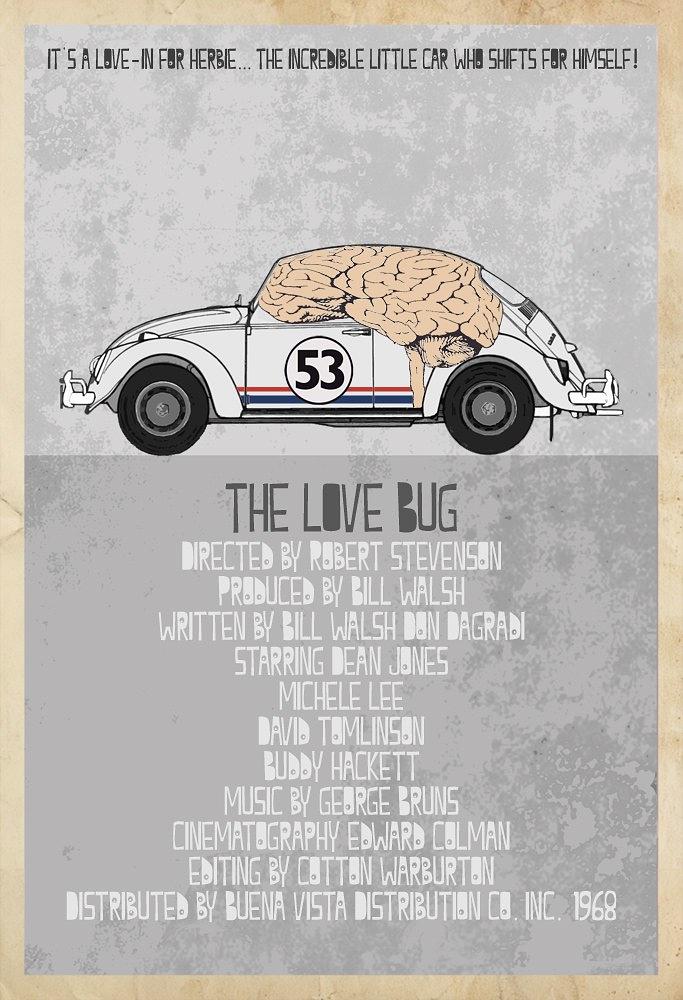 IT'S A LOVE-IN FOR HERBIE... THE INCREDIBLE LITTLE CAR WHO SHIFTS FOR HIMSELF!
53
THE LOVE BUG
DIRECTED BY ROBERT STEVENSON
PRODUCED BY BILL WALSH
WRITTEN BY BILL WALSH DON DAGRADI
STARRING DEAN JONES
MICHELE LEE
DAVID TOMLINSON
BUDDY HACKETT
MUSIC BY GEORGE BRUNS
CINEMATOGRAPHY EDWARD COLMAN
EDITING BY COTTON WARBURTON
DISTRIBUTED BY BUENA VISTA DISTRIBUTION CO. INC. 1968